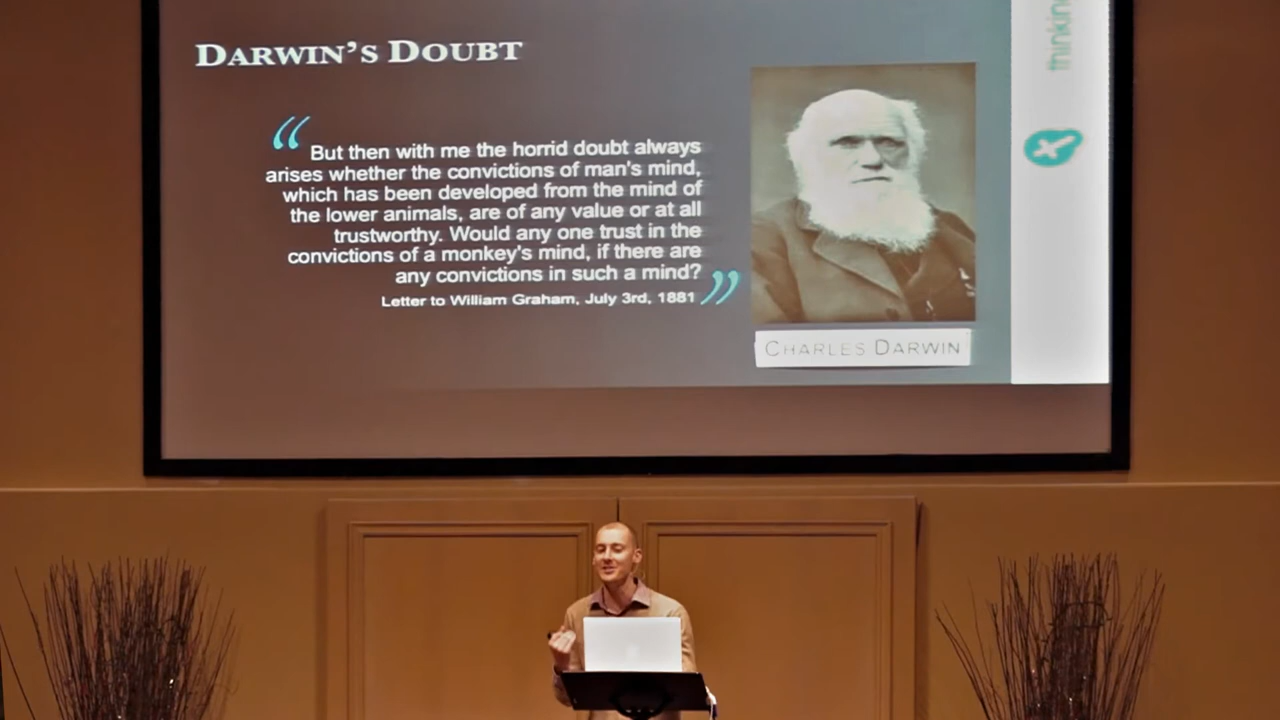 DARWIN'S DOUBT
“ But then with me the horrid doubt always
arises whether the convictions of man's mind,
which has been developed from the mind of
the lower animals, are of any value or at all
trustworthy. Would any one trust in the
convictions of a monkey's mind, if there are
any convictions in such a mind? ”
Letter to William Graham, July 3rd, 1881
CHARLES DARWIN
thinking